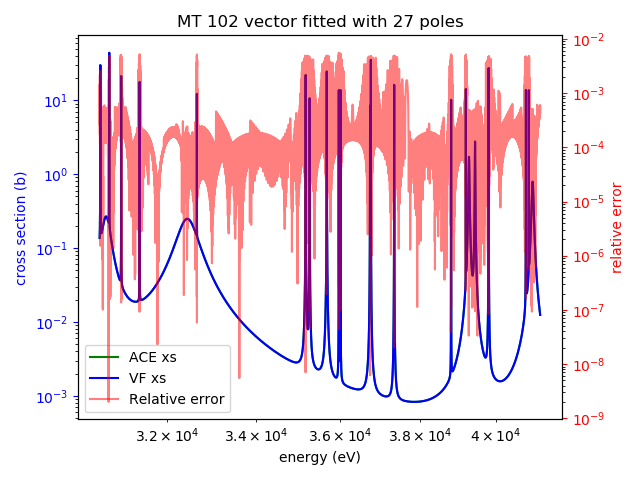 MT 102 vector fitted with 27 poles
cross section (b)
10¹
10⁰
10⁻¹
10⁻²
10⁻³
10⁻²
10⁻³
10⁻⁴
10⁻⁵
10⁻⁶
10⁻⁷
10⁻⁸
10⁻⁹
relative error
ACE xs
VF xs
Relative error
3.2 × 10⁴ 3.4 × 10⁴ 3.6 × 10⁴ 3.8 × 10⁴ 4 × 10⁴
energy (eV)